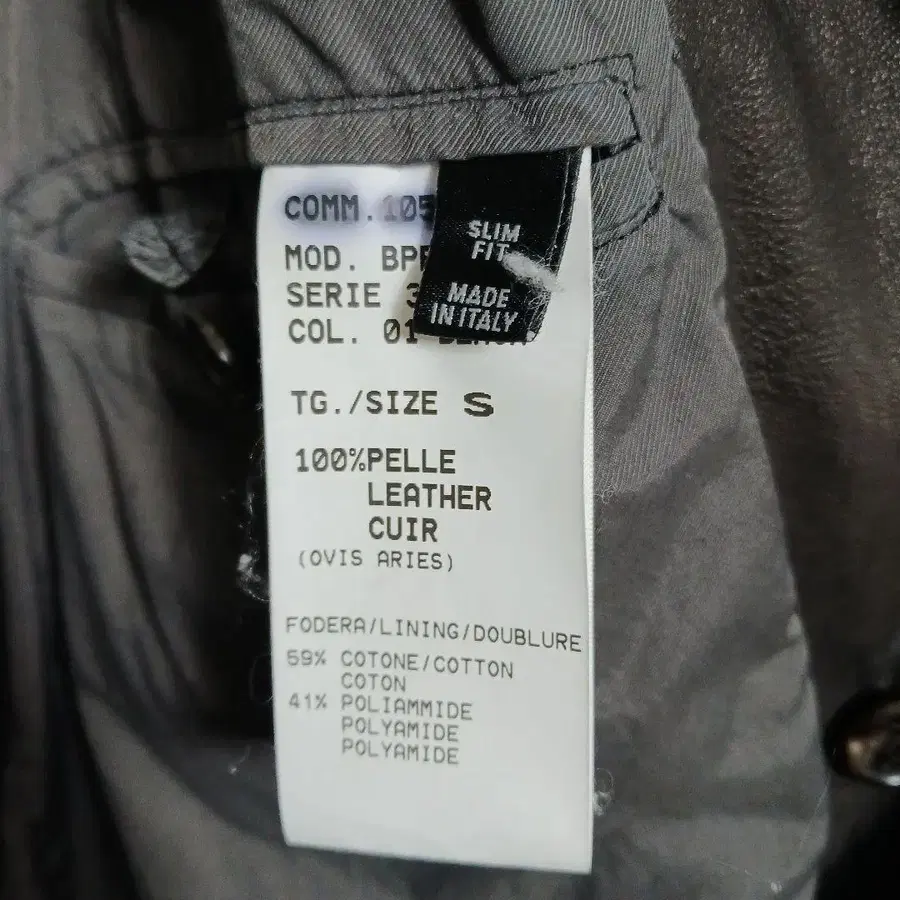 COMM.105
MOD. BPE
SERIE 3
COL. 01
SLIM
FIT
MADE
IN ITALY
TG./SIZE S
100%PELLE
LEATHER
CUIR
(OVIS ARIES)
FODERA/LINING/DOUBLURE
59% COTONE/COTTON
COTON
41% POLIAMMIDE
POLYAMIDE
POLYAMIDE